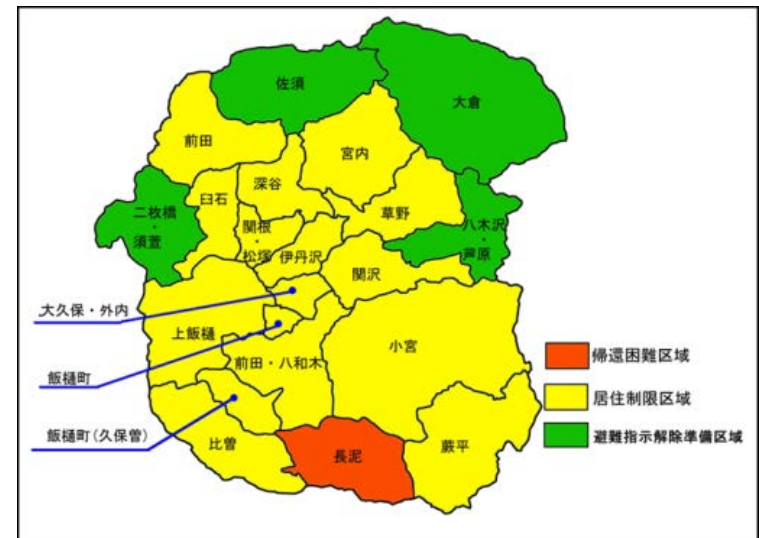 佐須
大倉
前田
宮内
深谷
臼石
草野
二枚橋
・
須萱
関根
・
松塚
伊丹沢
八木沢
・
芦原
関沢
大久保・外内
上飯樋
小宮
飯樋町
前田・八和木
飯樋町(久保曽)
比曽
長泥
蕨平
帰還困難区域
居住制限区域
避難指示解除準備区域